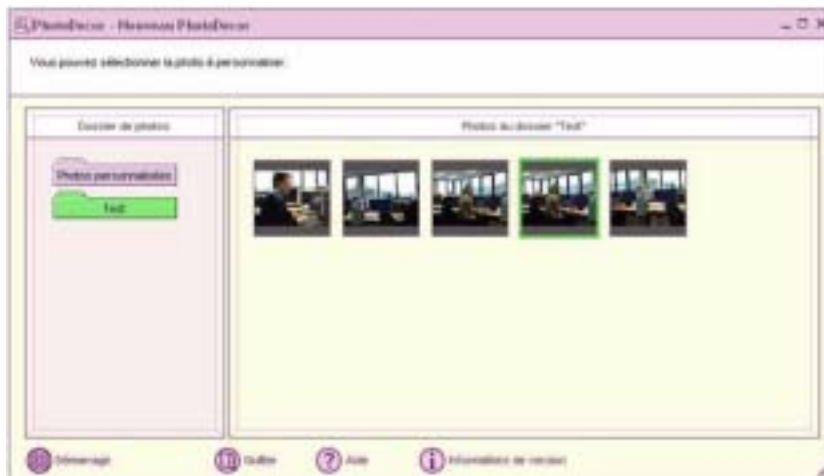 PhotoDecor - Nouveau PhotoDecor
Vous pouvez sélectionner la photo à personnaliser.
Dossier de photos
Photos du dossier "Test"
Photos personnalisées
Test
Démarrage
Quitter
Aide
Informations de version